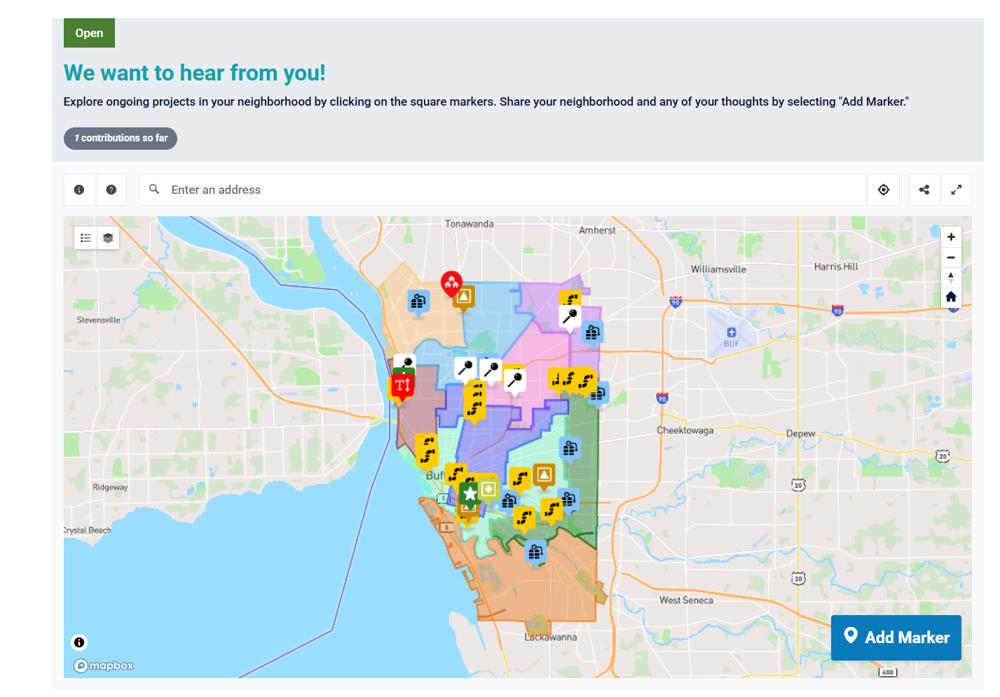 Open
We want to hear from you!
Explore ongoing projects in your neighborhood by clicking on the square markers. Share your neighborhood and any of your thoughts by selecting "Add Marker."
1 contributions so far
Enter an address
Tonawanda
Amherst
Williamsville
Harris Hill
90
90
Stevensville
BUF
90
Cheektowaga
Depew
20
Buf
Ridgeway
20
5
5
Crystal Beach
20
West Seneca
Lackawanna
Add Marker
mapbox
400